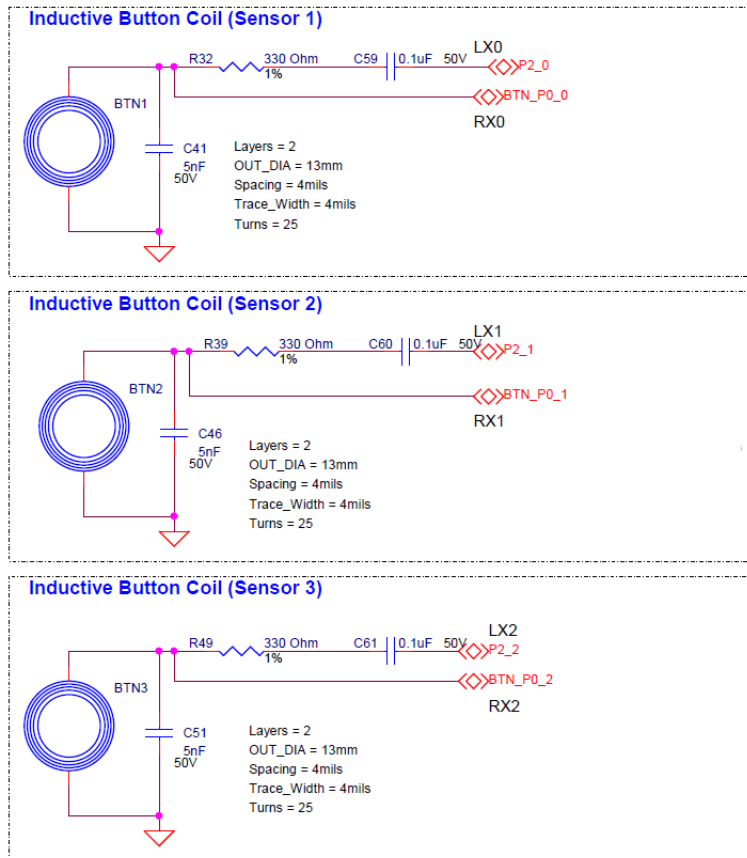 Inductive Button Coil (Sensor 1)
LX0
R32 330 Ohm C59 0.1uF 50V P2_0
1%
BTN1 BTN_P0_0
RX0
C41 Layers = 2
5nF OUT_DIA = 13mm
50V Spacing = 4mils
Trace_Width = 4mils
Turns = 25
Inductive Button Coil (Sensor 2)
LX1
R39 330 Ohm C60 0.1uF 50V P2_1
1%
BTN2 BTN_P0_1
RX1
C46 Layers = 2
5nF OUT_DIA = 13mm
50V Spacing = 4mils
Trace_Width = 4mils
Turns = 25
Inductive Button Coil (Sensor 3)
LX2
R49 330 Ohm C61 0.1uF 50V P2_2
1%
BTN3 BTN_P0_2
RX2
C51 Layers = 2
5nF OUT_DIA = 13mm
50V Spacing = 4mils
Trace_Width = 4mils
Turns = 25